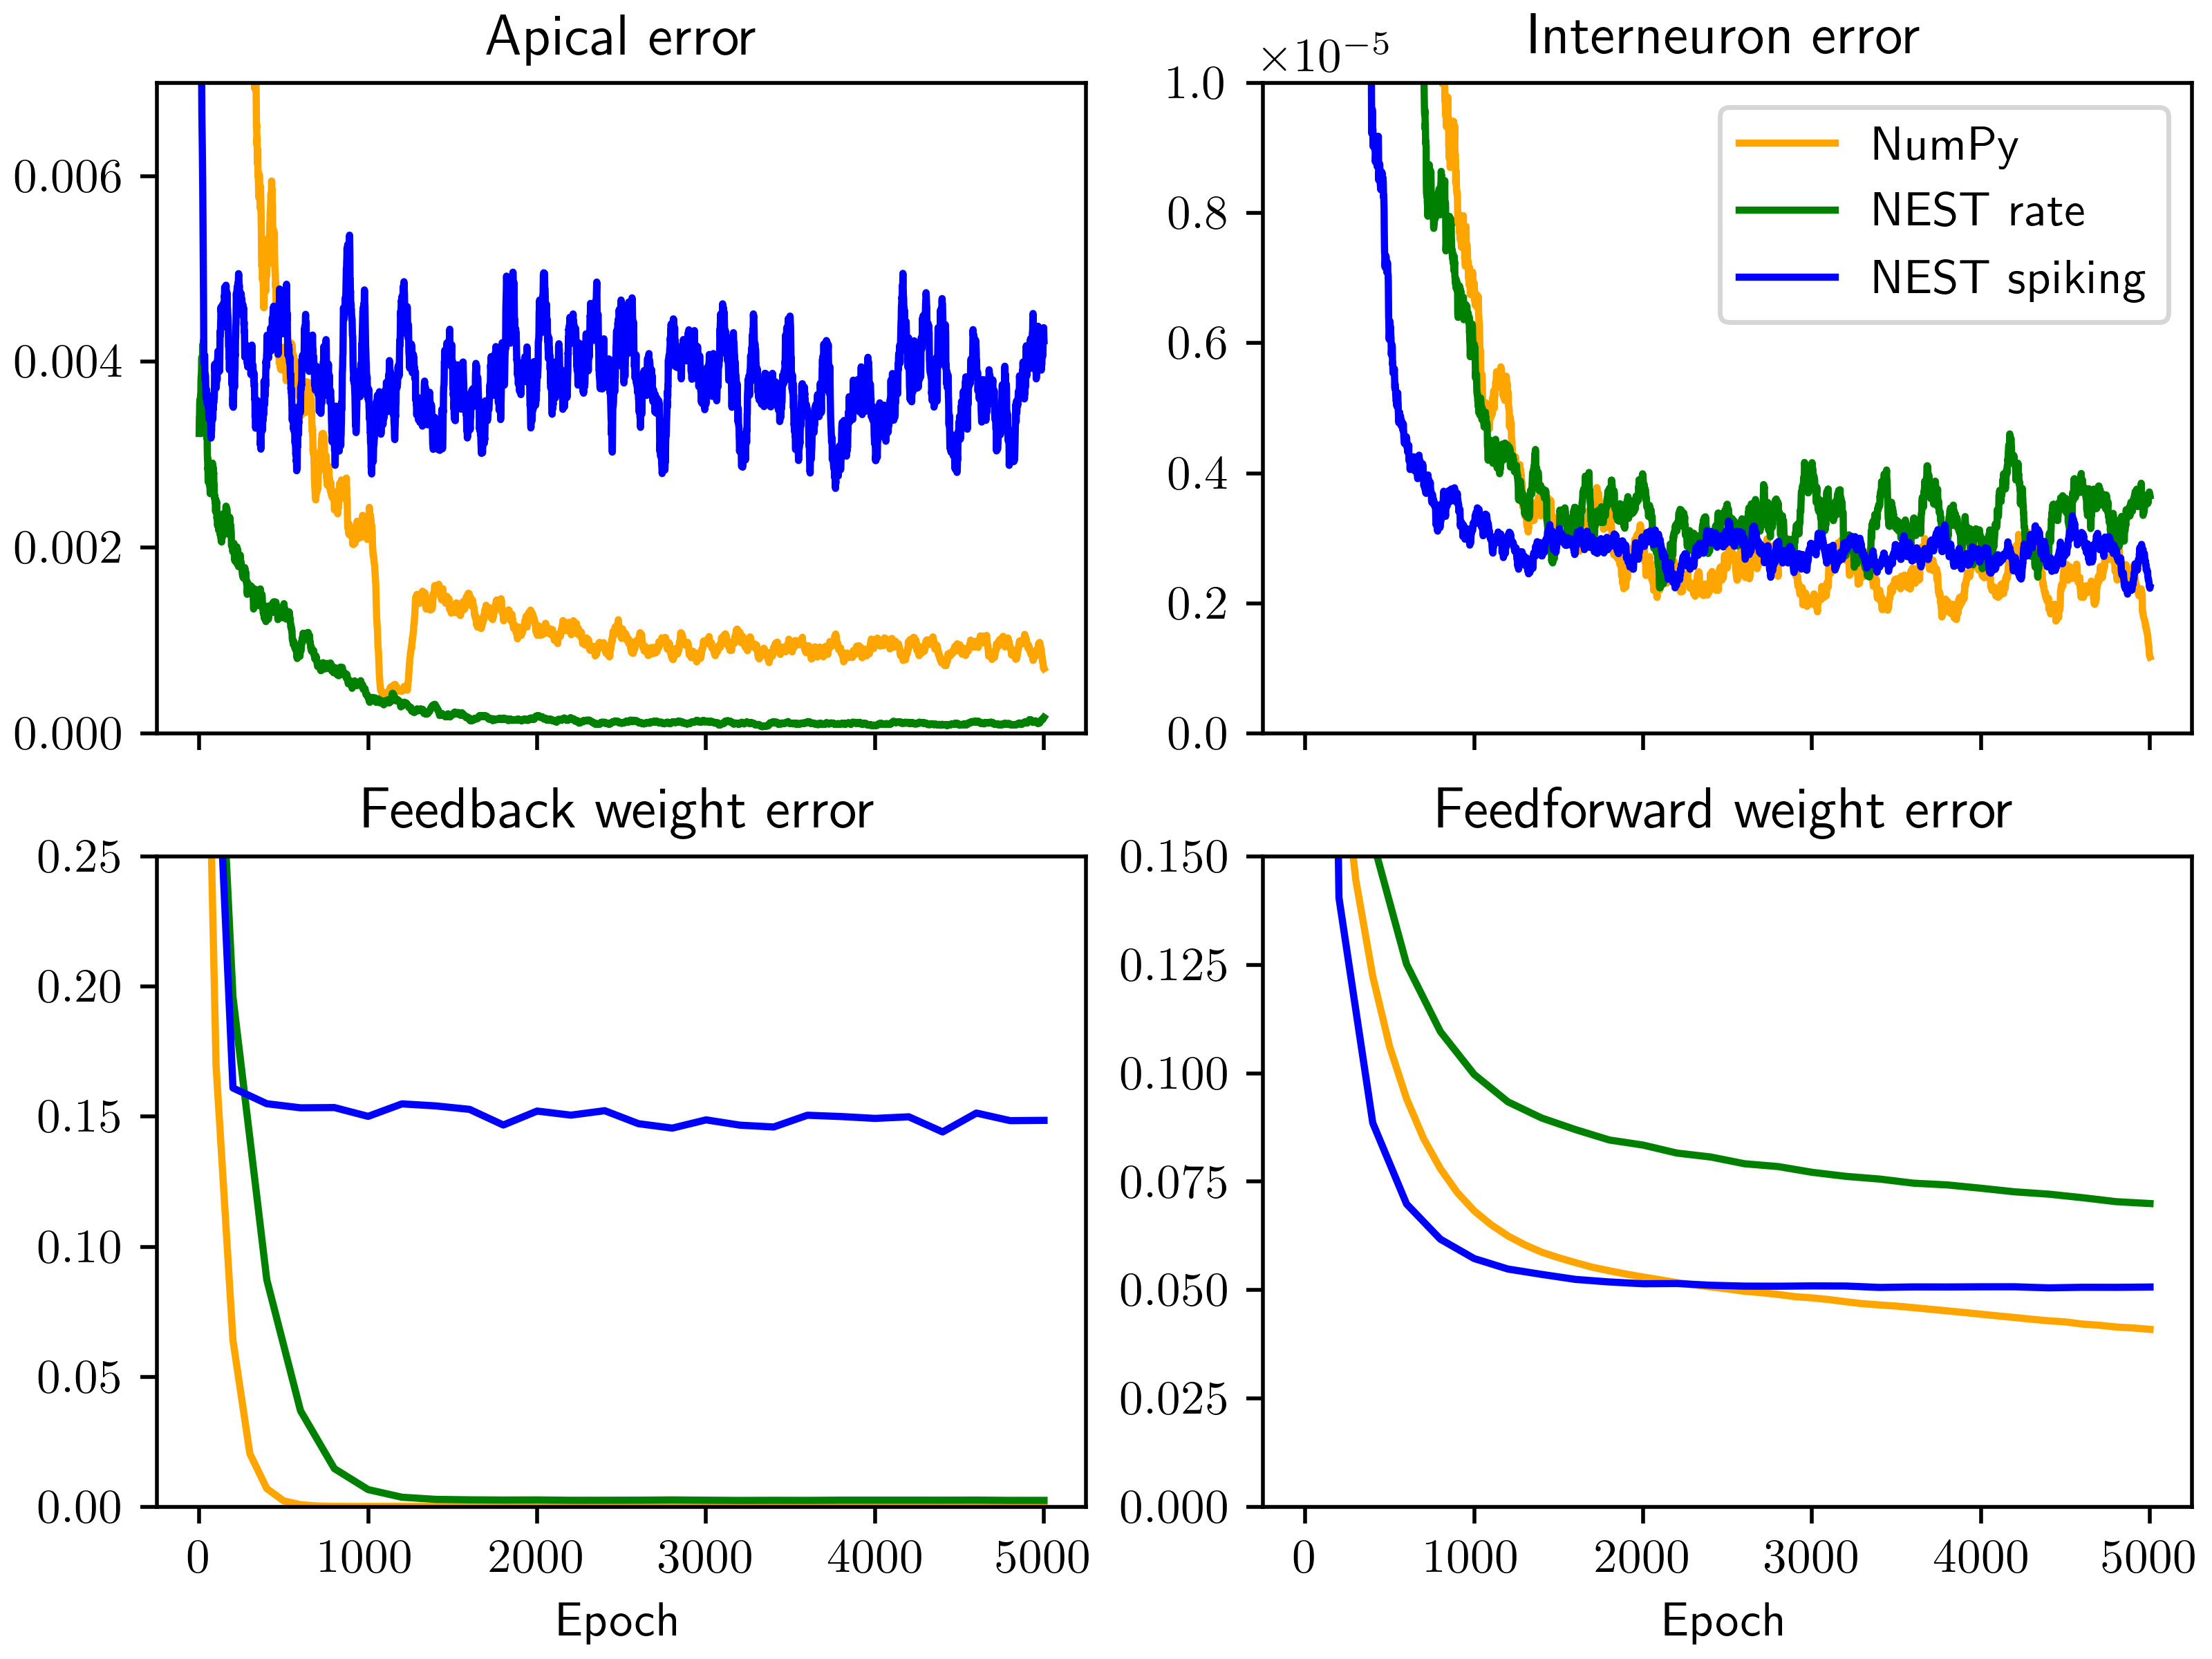 Apical error
0.006
0.004
0.002
0.000
Interneuron error
×10⁻⁵
1.0
0.8
0.6
0.4
0.2
0.0
NumPy
NEST rate
NEST spiking
Feedback weight error
0.25
0.20
0.15
0.10
0.05
0.00
0 1000 2000 3000 4000 5000
Epoch
Feedforward weight error
0.150
0.125
0.100
0.075
0.050
0.025
0.000
0 1000 2000 3000 4000 5000
Epoch